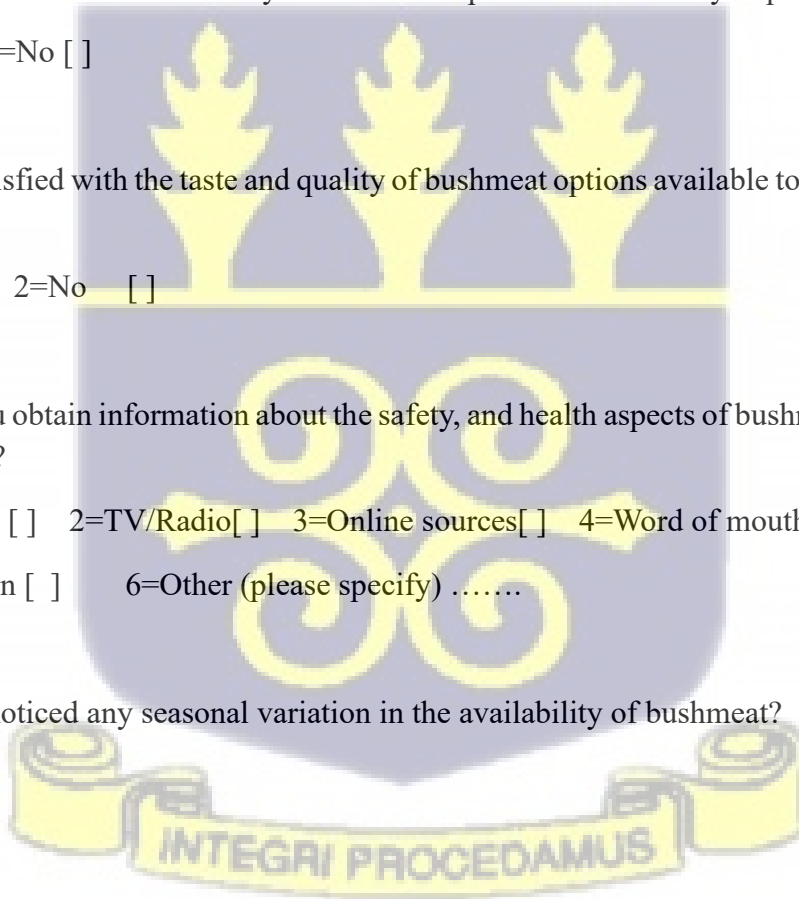 =No [ ]
sfied with the taste and quality of bushmeat options available to
2=No [ ]
u obtain information about the safety, and health aspects of bushm
?
[ ] 2=TV/Radio[ ] 3=Online sources[ ] 4=Word of mouth
n [ ] 6=Other (please specify) …….
oticed any seasonal variation in the availability of bushmeat?
INTEGRI PROCEDAMUS